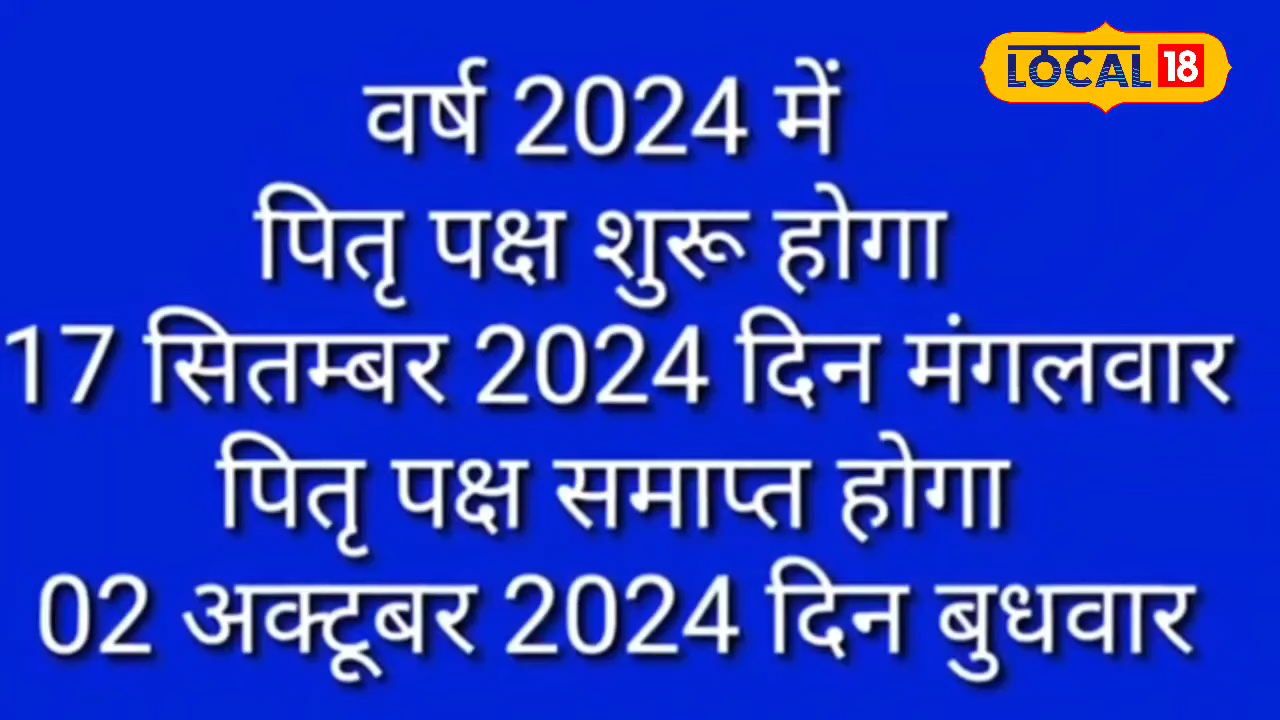 LOCAL 18
वर्ष 2024 में
पितृ पक्ष शुरू होगा
17 सितम्बर 2024 दिन मंगलवार
पितृ पक्ष समाप्त होगा
02 अक्टूबर 2024 दिन बुधवार